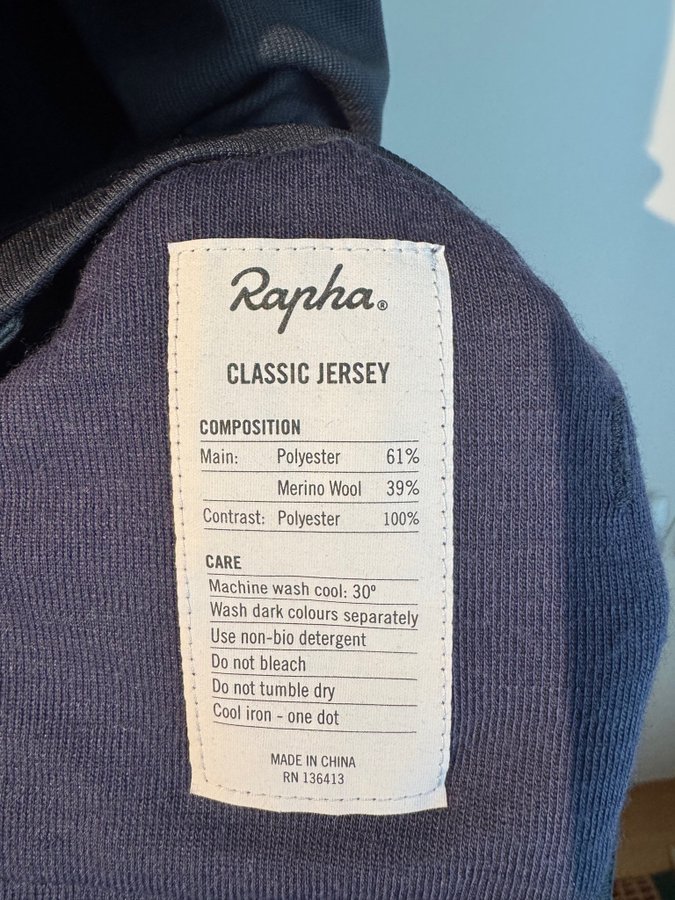 Rapha®
CLASSIC JERSEY
COMPOSITION
Main: Polyester 61%
Merino Wool 39%
Contrast: Polyester 100%
CARE
Machine wash cool: 30º
Wash dark colours separately
Use non-bio detergent
Do not bleach
Do not tumble dry
Cool iron - one dot
MADE IN CHINA
RN 136413